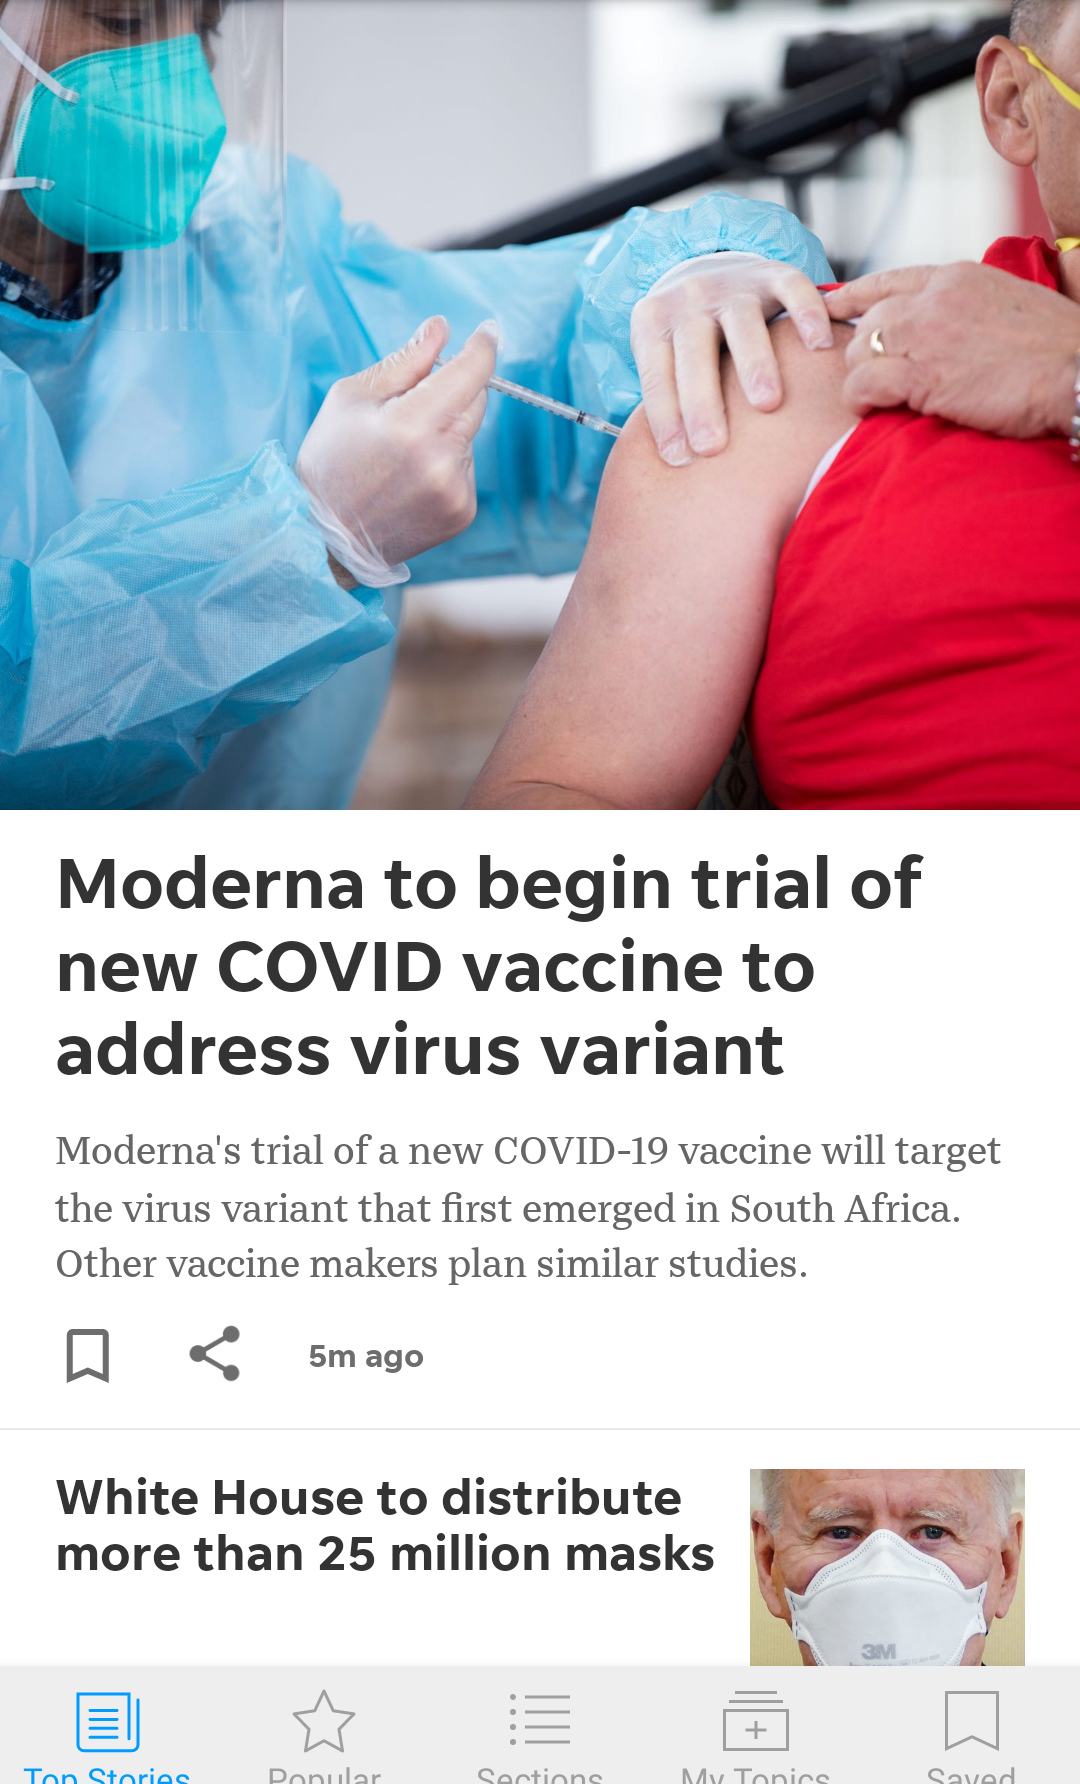 Moderna to begin trial of
new COVID vaccine to
address virus variant
Moderna's trial of a new COVID-19 vaccine will target
the virus variant that first emerged in South Africa.
Other vaccine makers plan similar studies.
5m ago
White House to distribute
more than 25 million masks
3M
Top Stories
Popular
Sections
My Topics
Saved